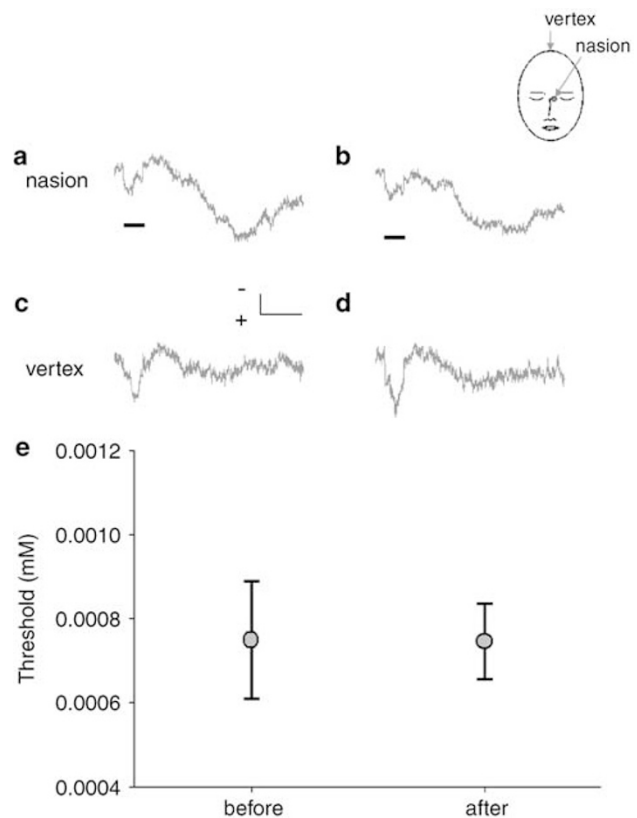 vertex
nasion
a
b
nasion
c
-
+
d
vertex
e
0.0012
0.0010
0.0008
0.0006
0.0004
Threshold (mM)
before after